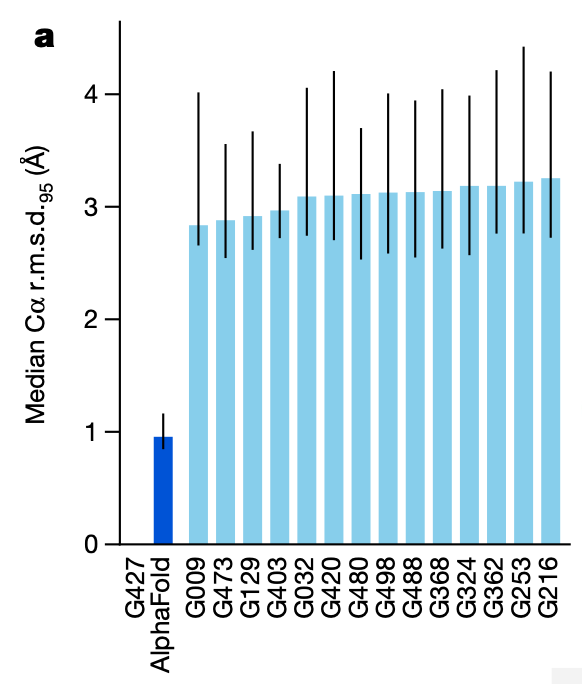 a
Median Cα r.m.s.d.95 (Å)
4
3
2
1
0
G427
AlphaFold
G009
G473
G129
G403
G032
G420
G480
G498
G488
G368
G324
G362
G253
G216